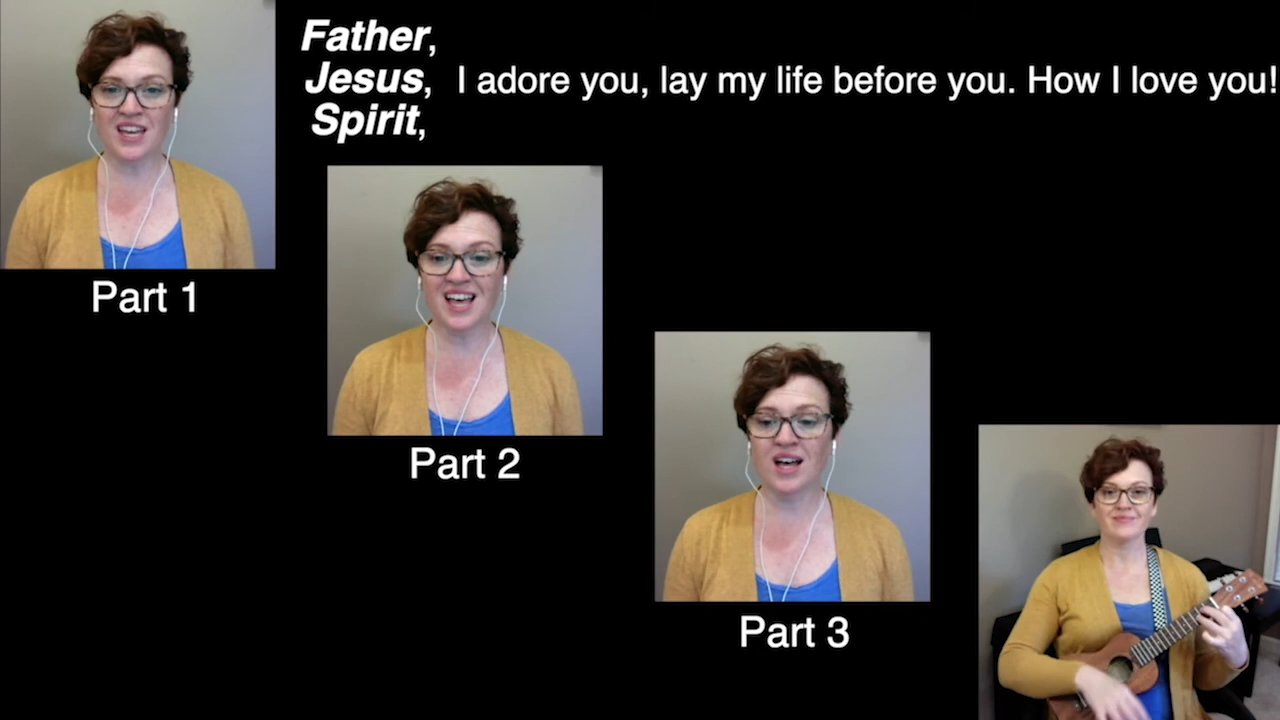 Father,
Jesus, I adore you, lay my life before you. How I love you!
Spirit,
Part 1
Part 2
Part 3